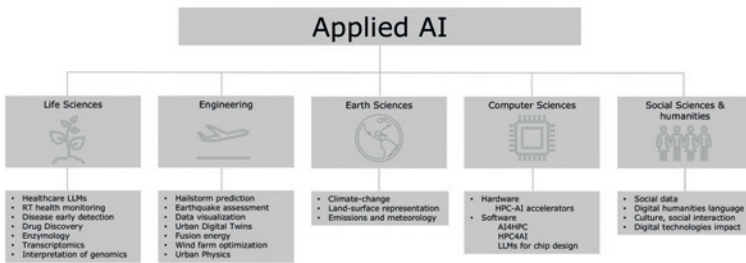 Applied AI
Life Sciences
• Healthcare LLMs
• RT health monitoring
• Disease early detection
• Drug Discovery
• Enzymology
• Transcriptomics
• Interpretation of genomics
Engineering
• Hailstorm prediction
• Earthquake assessment
• Data visualization
• Urban Digital Twins
• Fusion energy
• Wind farm optimization
• Urban Physics
Earth Sciences
• Climate-change
• Land-surface representation
• Emissions and meteorology
Computer Sciences
• Hardware
HPC-AI accelerators
• Software
AI4HPC
HPC4AI
LLMs for chip design
Social Sciences &
humanities
• Social data
• Digital humanities language
• Culture, social interaction
• Digital technologies impact